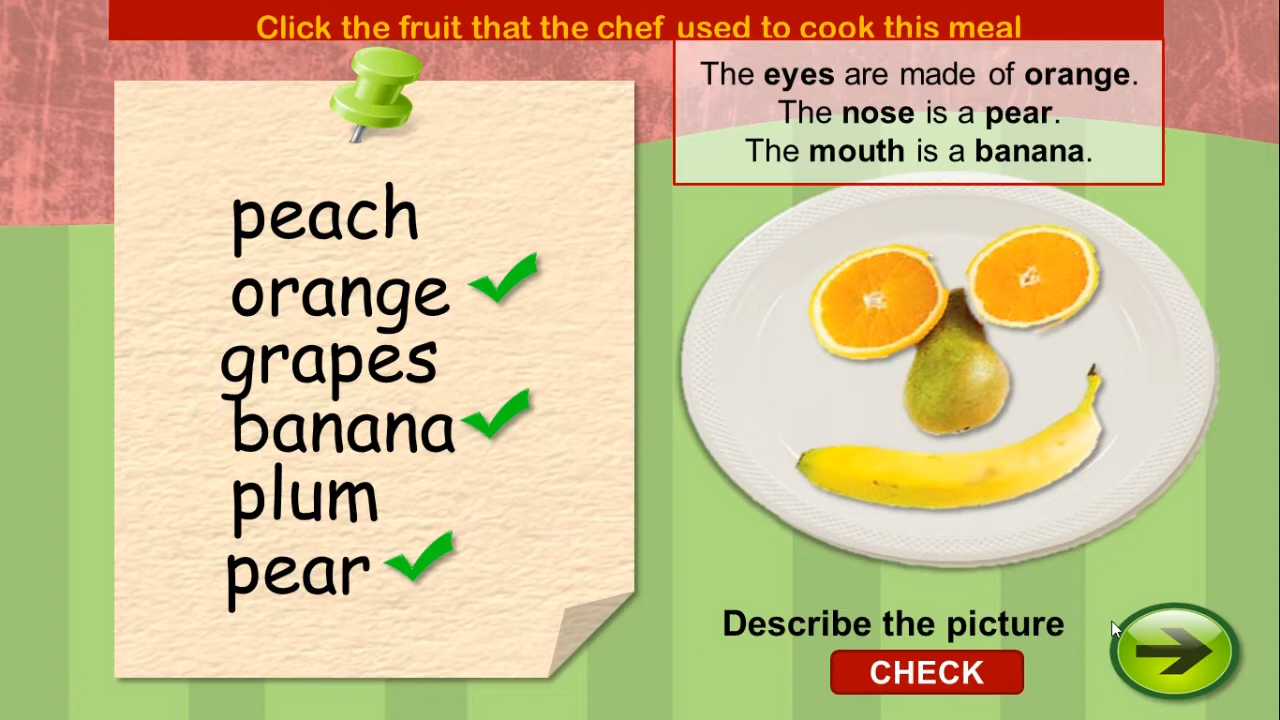 Click the fruit that the chef used to cook this meal
The eyes are made of orange.
The nose is a pear.
The mouth is a banana.
peach
orange
grapes
banana
plum
pear
Describe the picture
CHECK